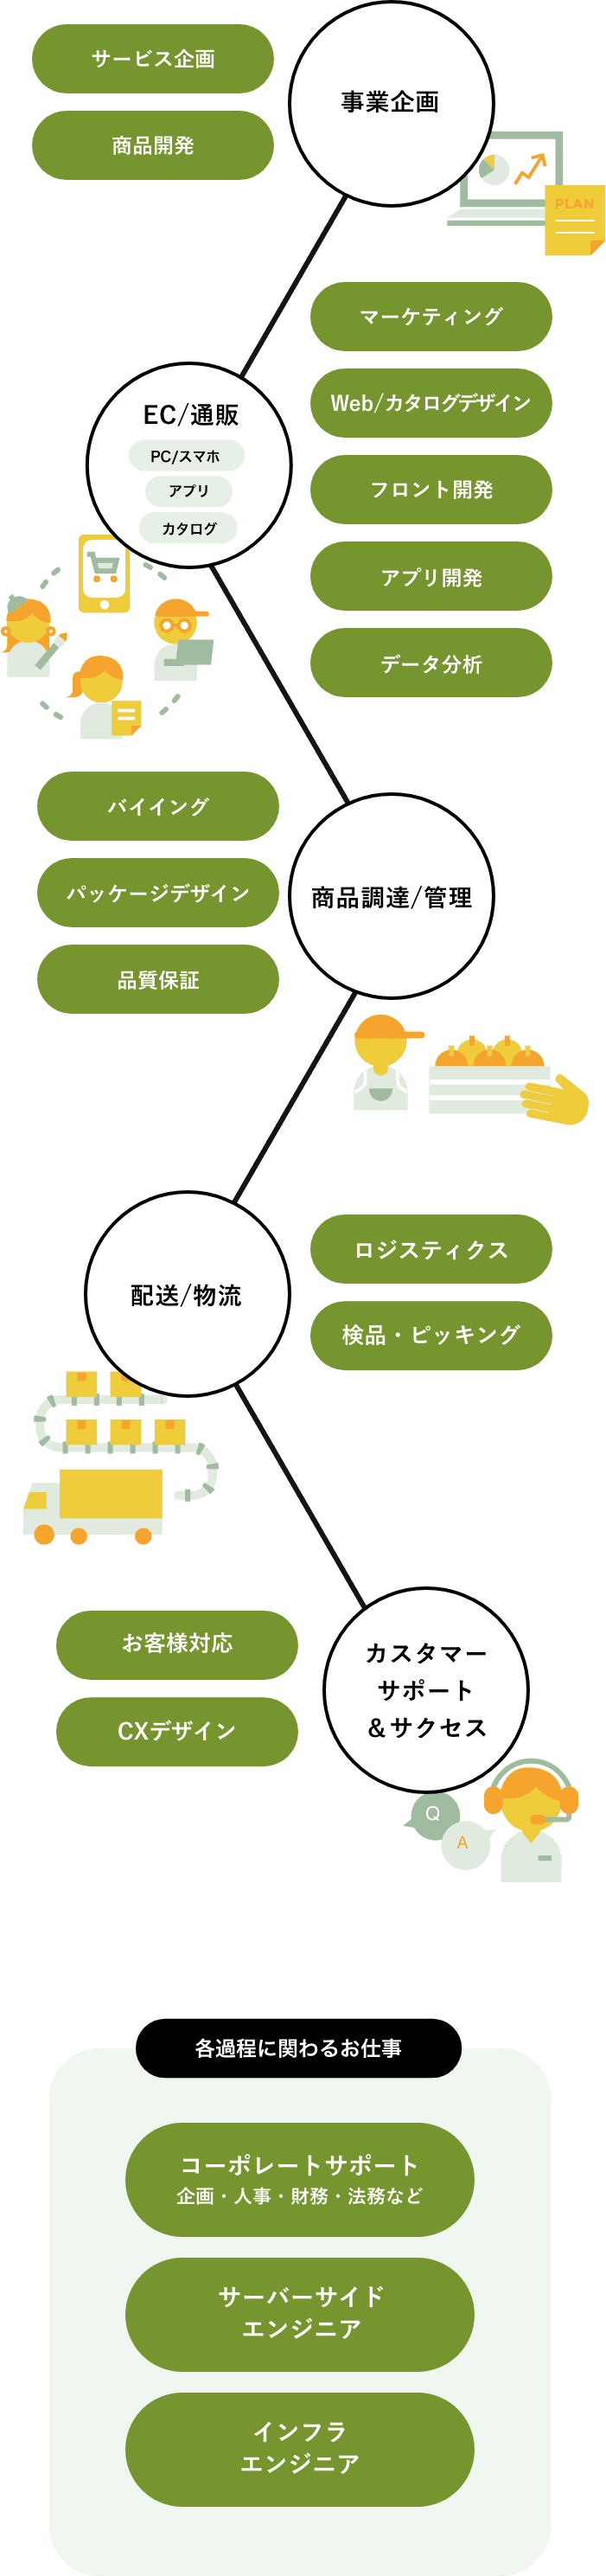 サービス企画
商品開発
事業企画
PLAN
EC/通販
PC/スマホ
アプリ
カタログ
マーケティング
Web/カタログデザイン
フロント開発
アプリ開発
データ分析
バイイング
パッケージデザイン
品質保証
商品調達/管理
配送/物流
ロジスティクス
検品・ピッキング
お客様対応
CXデザイン
カスタマー
サポート
＆サクセス
Q
A
各過程に関わるお仕事
コーポレートサポート
企画・人事・財務・法務など
サーバーサイド
エンジニア
インフラ
エンジニア